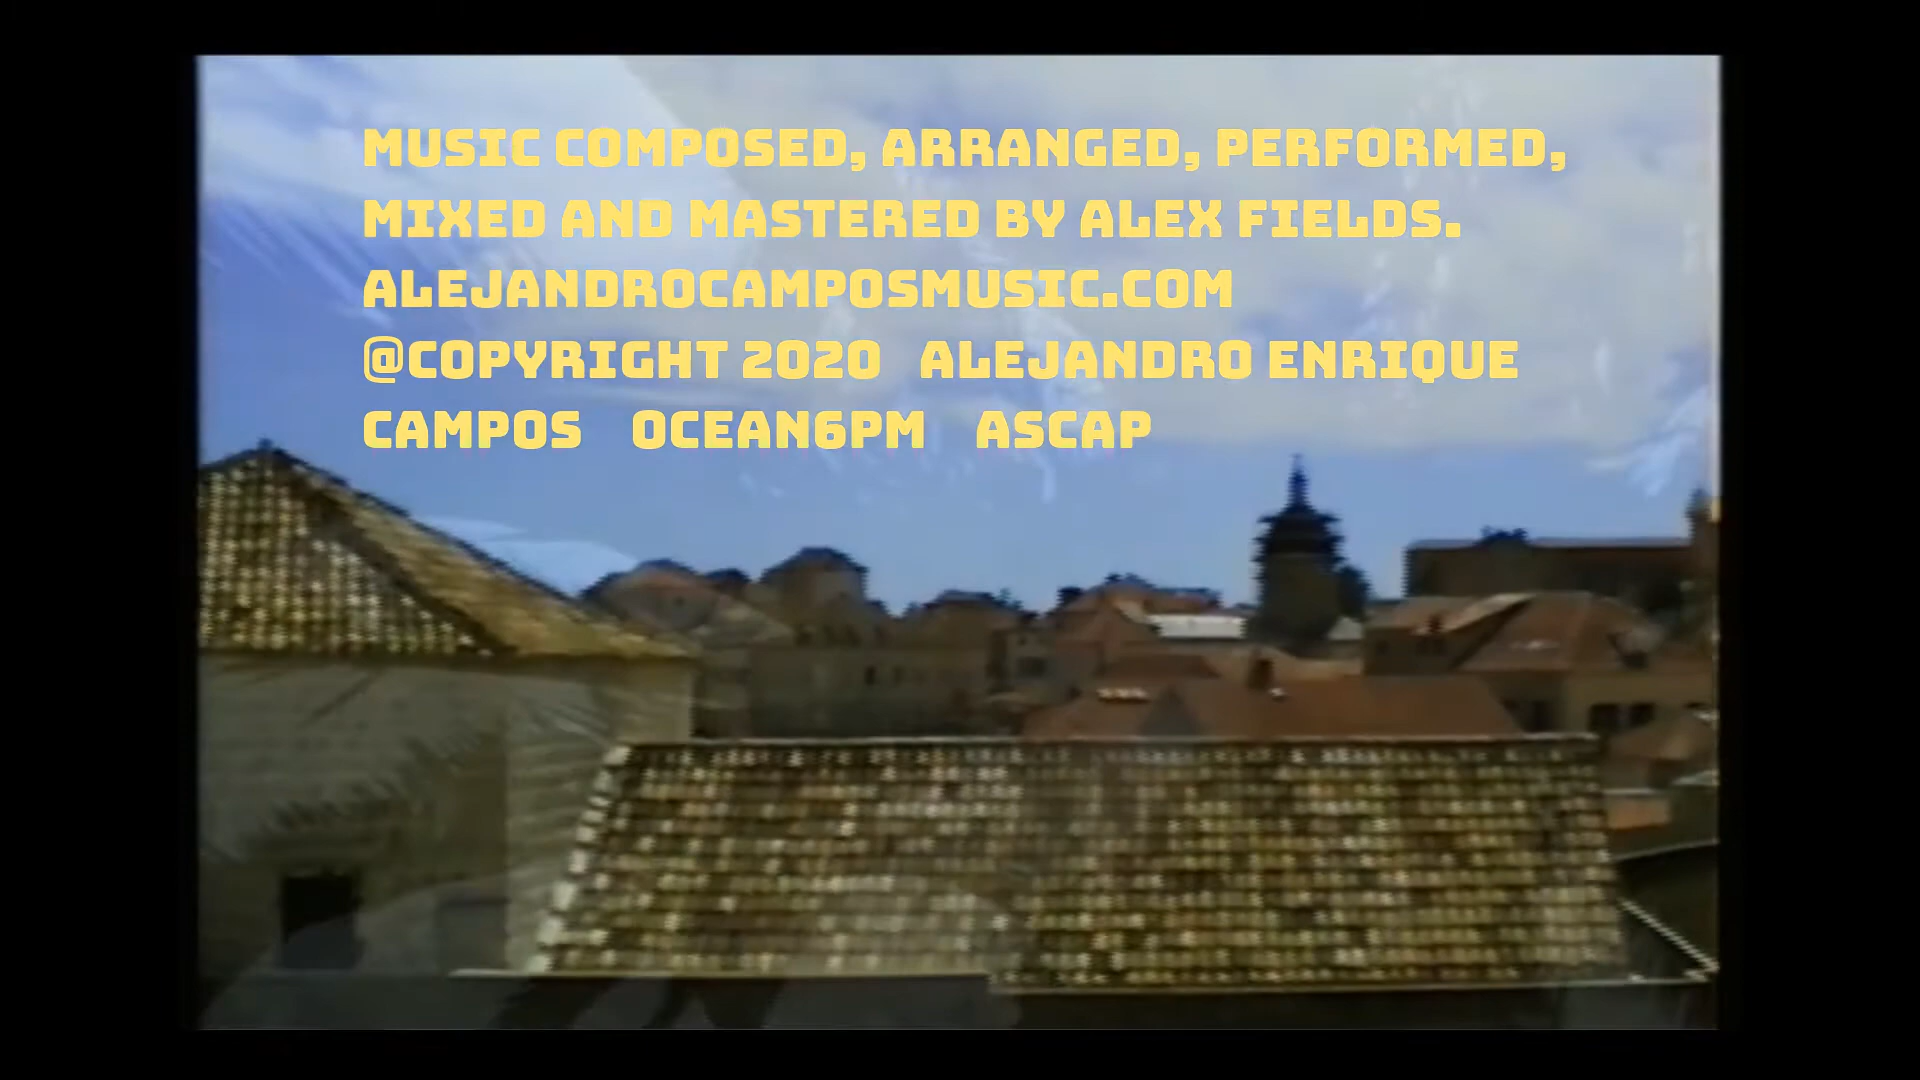 MUSIC COMPOSED, ARRANGED, PERFORMED,
MIXED AND MASTERED BY ALEX FIELDS.
ALEJANDROCAMPOSMUSIC.COM
@COPYRIGHT 2020 ALEJANDRO ENRIQUE
CAMPOS OCEAN6PM ASCAP